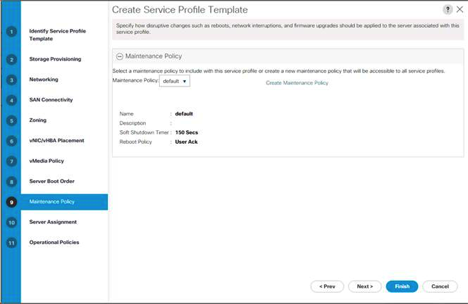 Create Service Profile Template
? ×
Specify how disruptive changes such as reboots, network interruptions, and firmware upgrades should be applied to the server associated with this service profile.
1 Identify Service Profile Template
2 Storage Provisioning
3 Networking
4 SAN Connectivity
5 Zoning
6 vNIC/vHBA Placement
7 vMedia Policy
8 Server Boot Order
9 Maintenance Policy
10 Server Assignment
11 Operational Policies
Maintenance Policy
Select a maintenance policy to include with this service profile or create a new maintenance policy that will be accessible to all service profiles.
Maintenance Policy: default Create Maintenance Policy
Name : default
Description :
Soft Shutdown Timer : 150 Secs
Reboot Policy : User Ack
< Prev Next > Finish Cancel